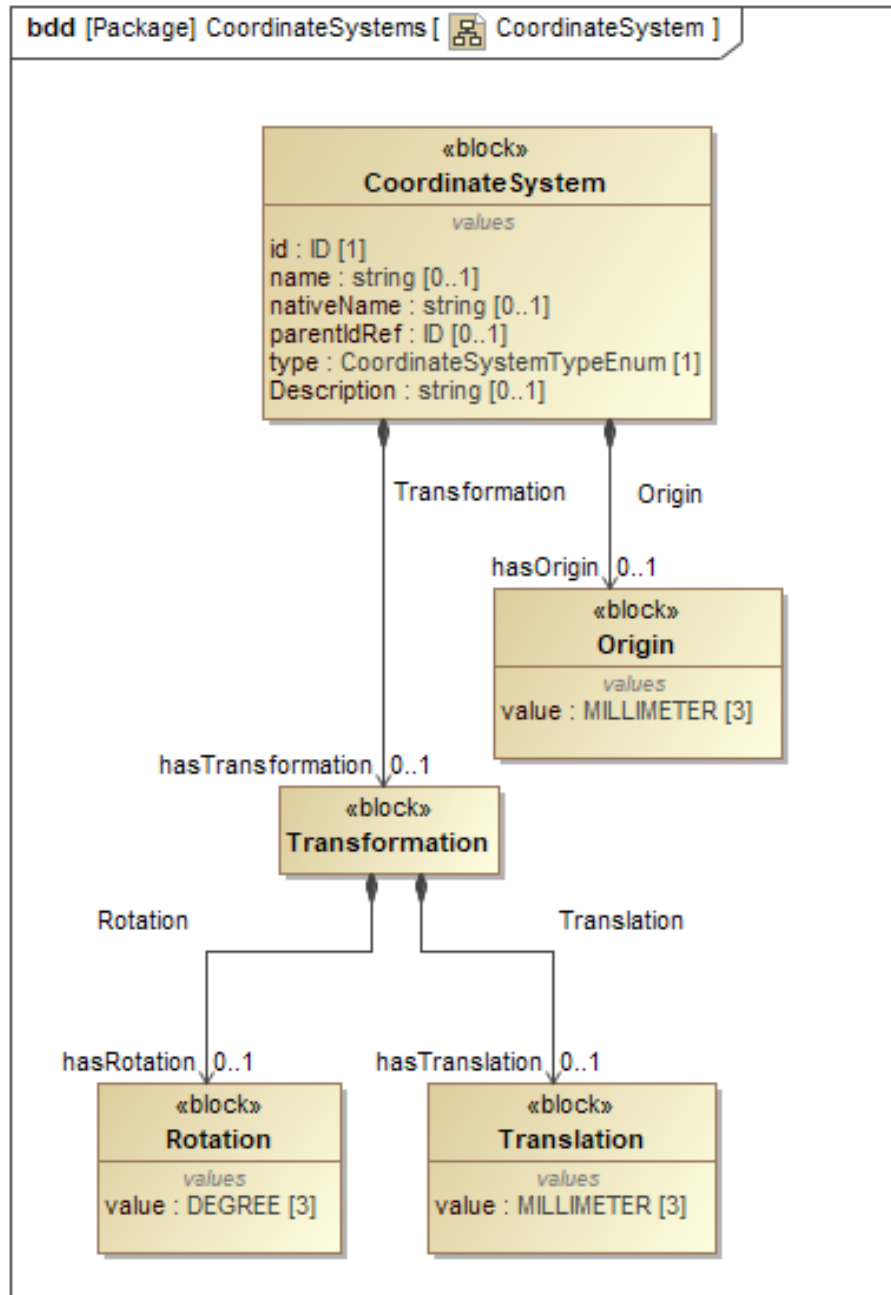 bdd [Package] CoordinateSystems [ CoordinateSystem ]
«block»
CoordinateSystem
values
id : ID [1]
name : string [0..1]
nativeName : string [0..1]
parentIdRef : ID [0..1]
type : CoordinateSystemTypeEnum [1]
Description : string [0..1]
Transformation
Origin
hasOrigin 0..1
«block»
Origin
values
value : MILLIMETER [3]
hasTransformation 0..1
«block»
Transformation
Rotation
Translation
hasRotation 0..1
hasTranslation 0..1
«block»
Rotation
values
value : DEGREE [3]
«block»
Translation
values
value : MILLIMETER [3]